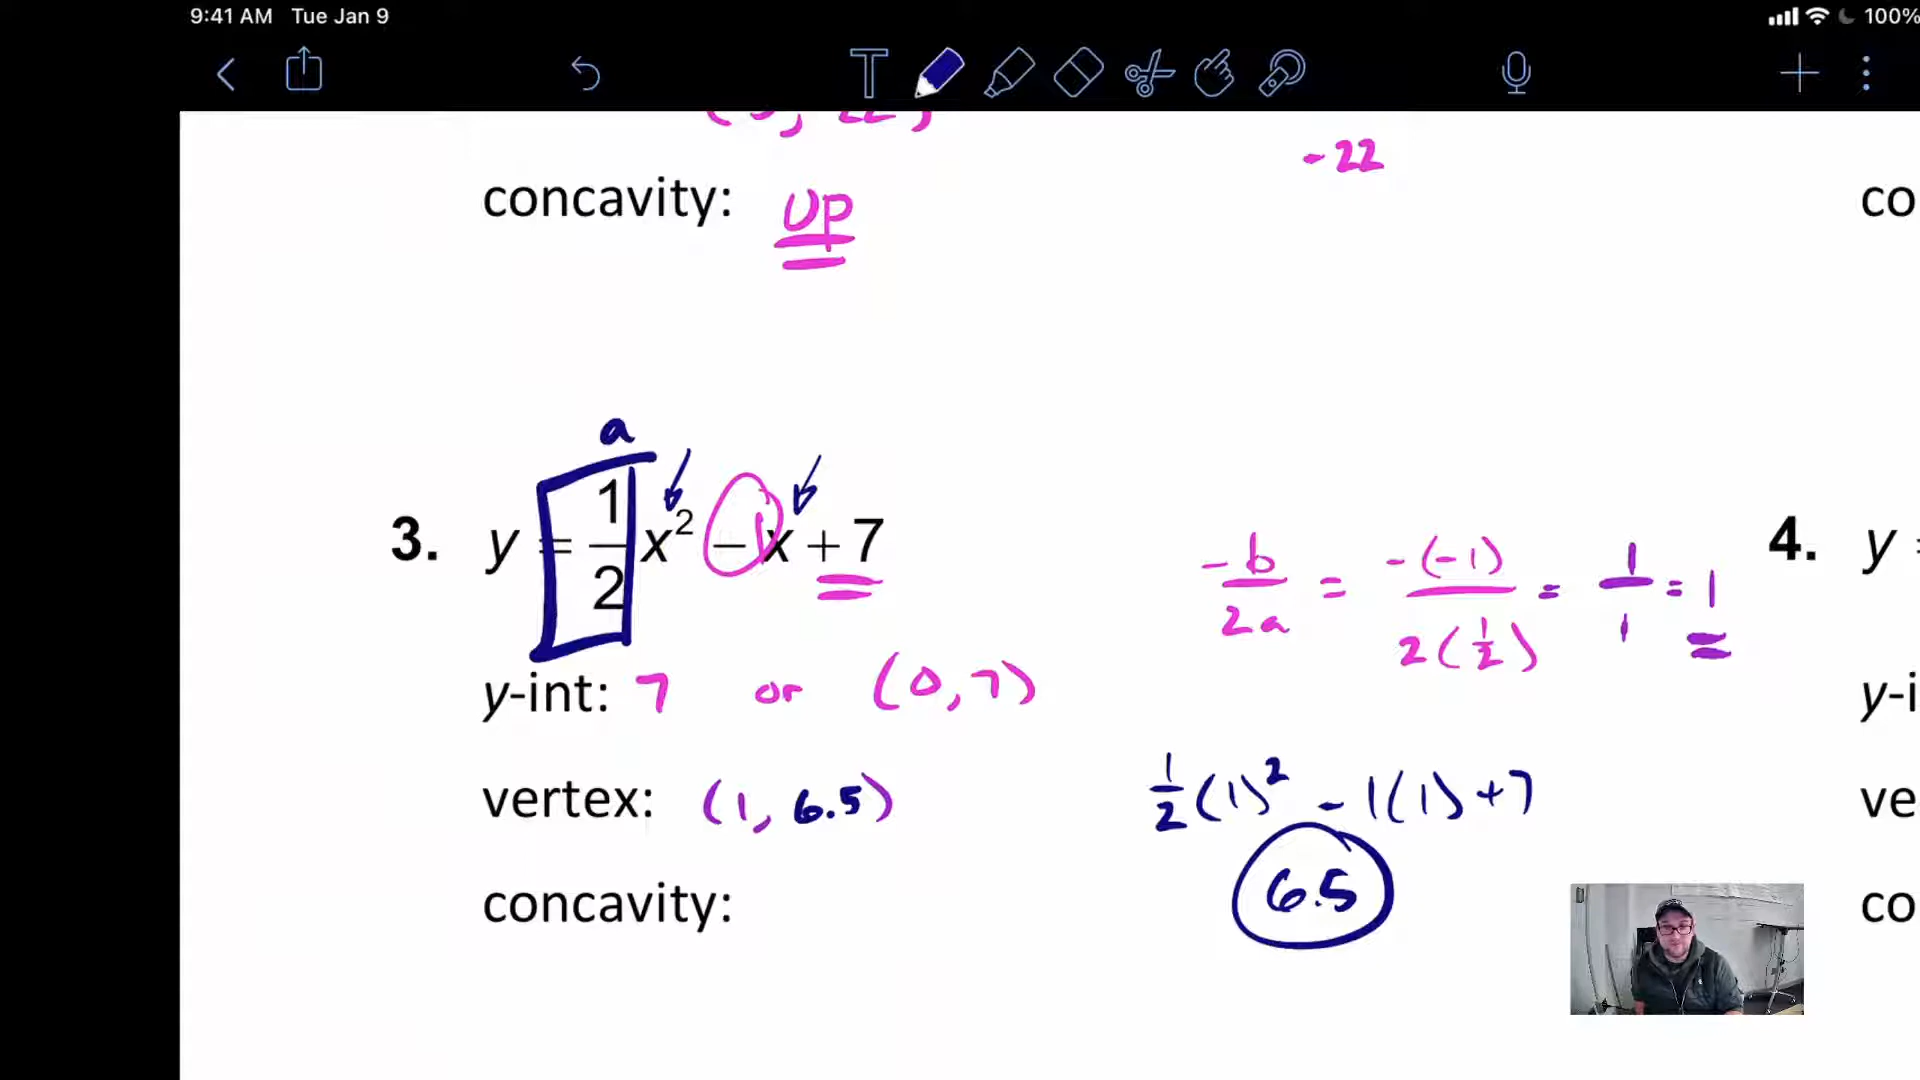 9:41 AM Tue Jan 9
100%
-22
concavity: UP
co
a
3. y = 1/2 x² - 1x + 7
-b/2a = -(-1)/2(1/2) = 1/1 = 1
4. y =
y-int: 7 or (0,7)
y-i
vertex: (1, 6.5)
1/2 (1)² - 1(1) +7
ve
6.5
concavity:
co